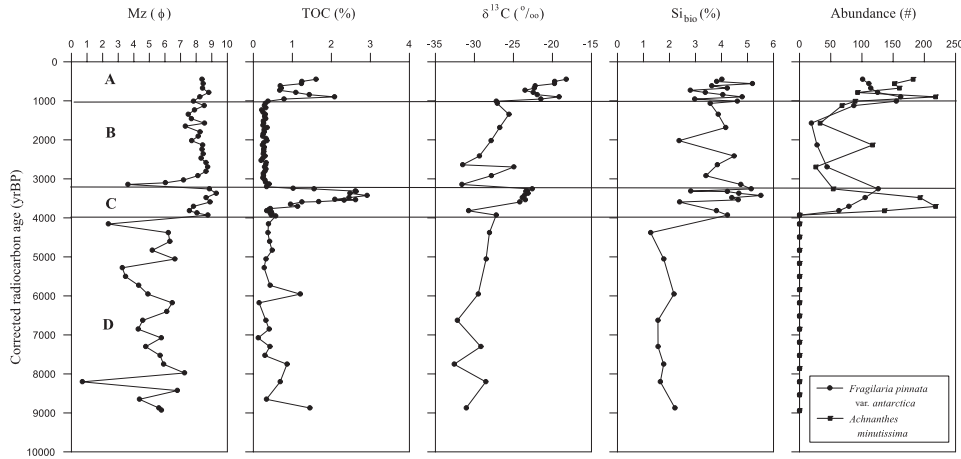 Mz (ϕ) TOC (%) δ¹³C (°/₀₀) Si_bio (%) Abundance (#)
0 1 2 3 4 5 6 7 8 9 10 0 1 2 3 4 -35 -30 -25 -20 -15 0 1 2 3 4 5 6 0 50 100 150 200 250
0
A
1000
B
2000
3000
C
4000
5000
6000
D
7000
8000
9000
10000
Corrected radiocarbon age (yrBP)
Fragilaria pinnata
var. antarctica
Achnanthes
minutissima